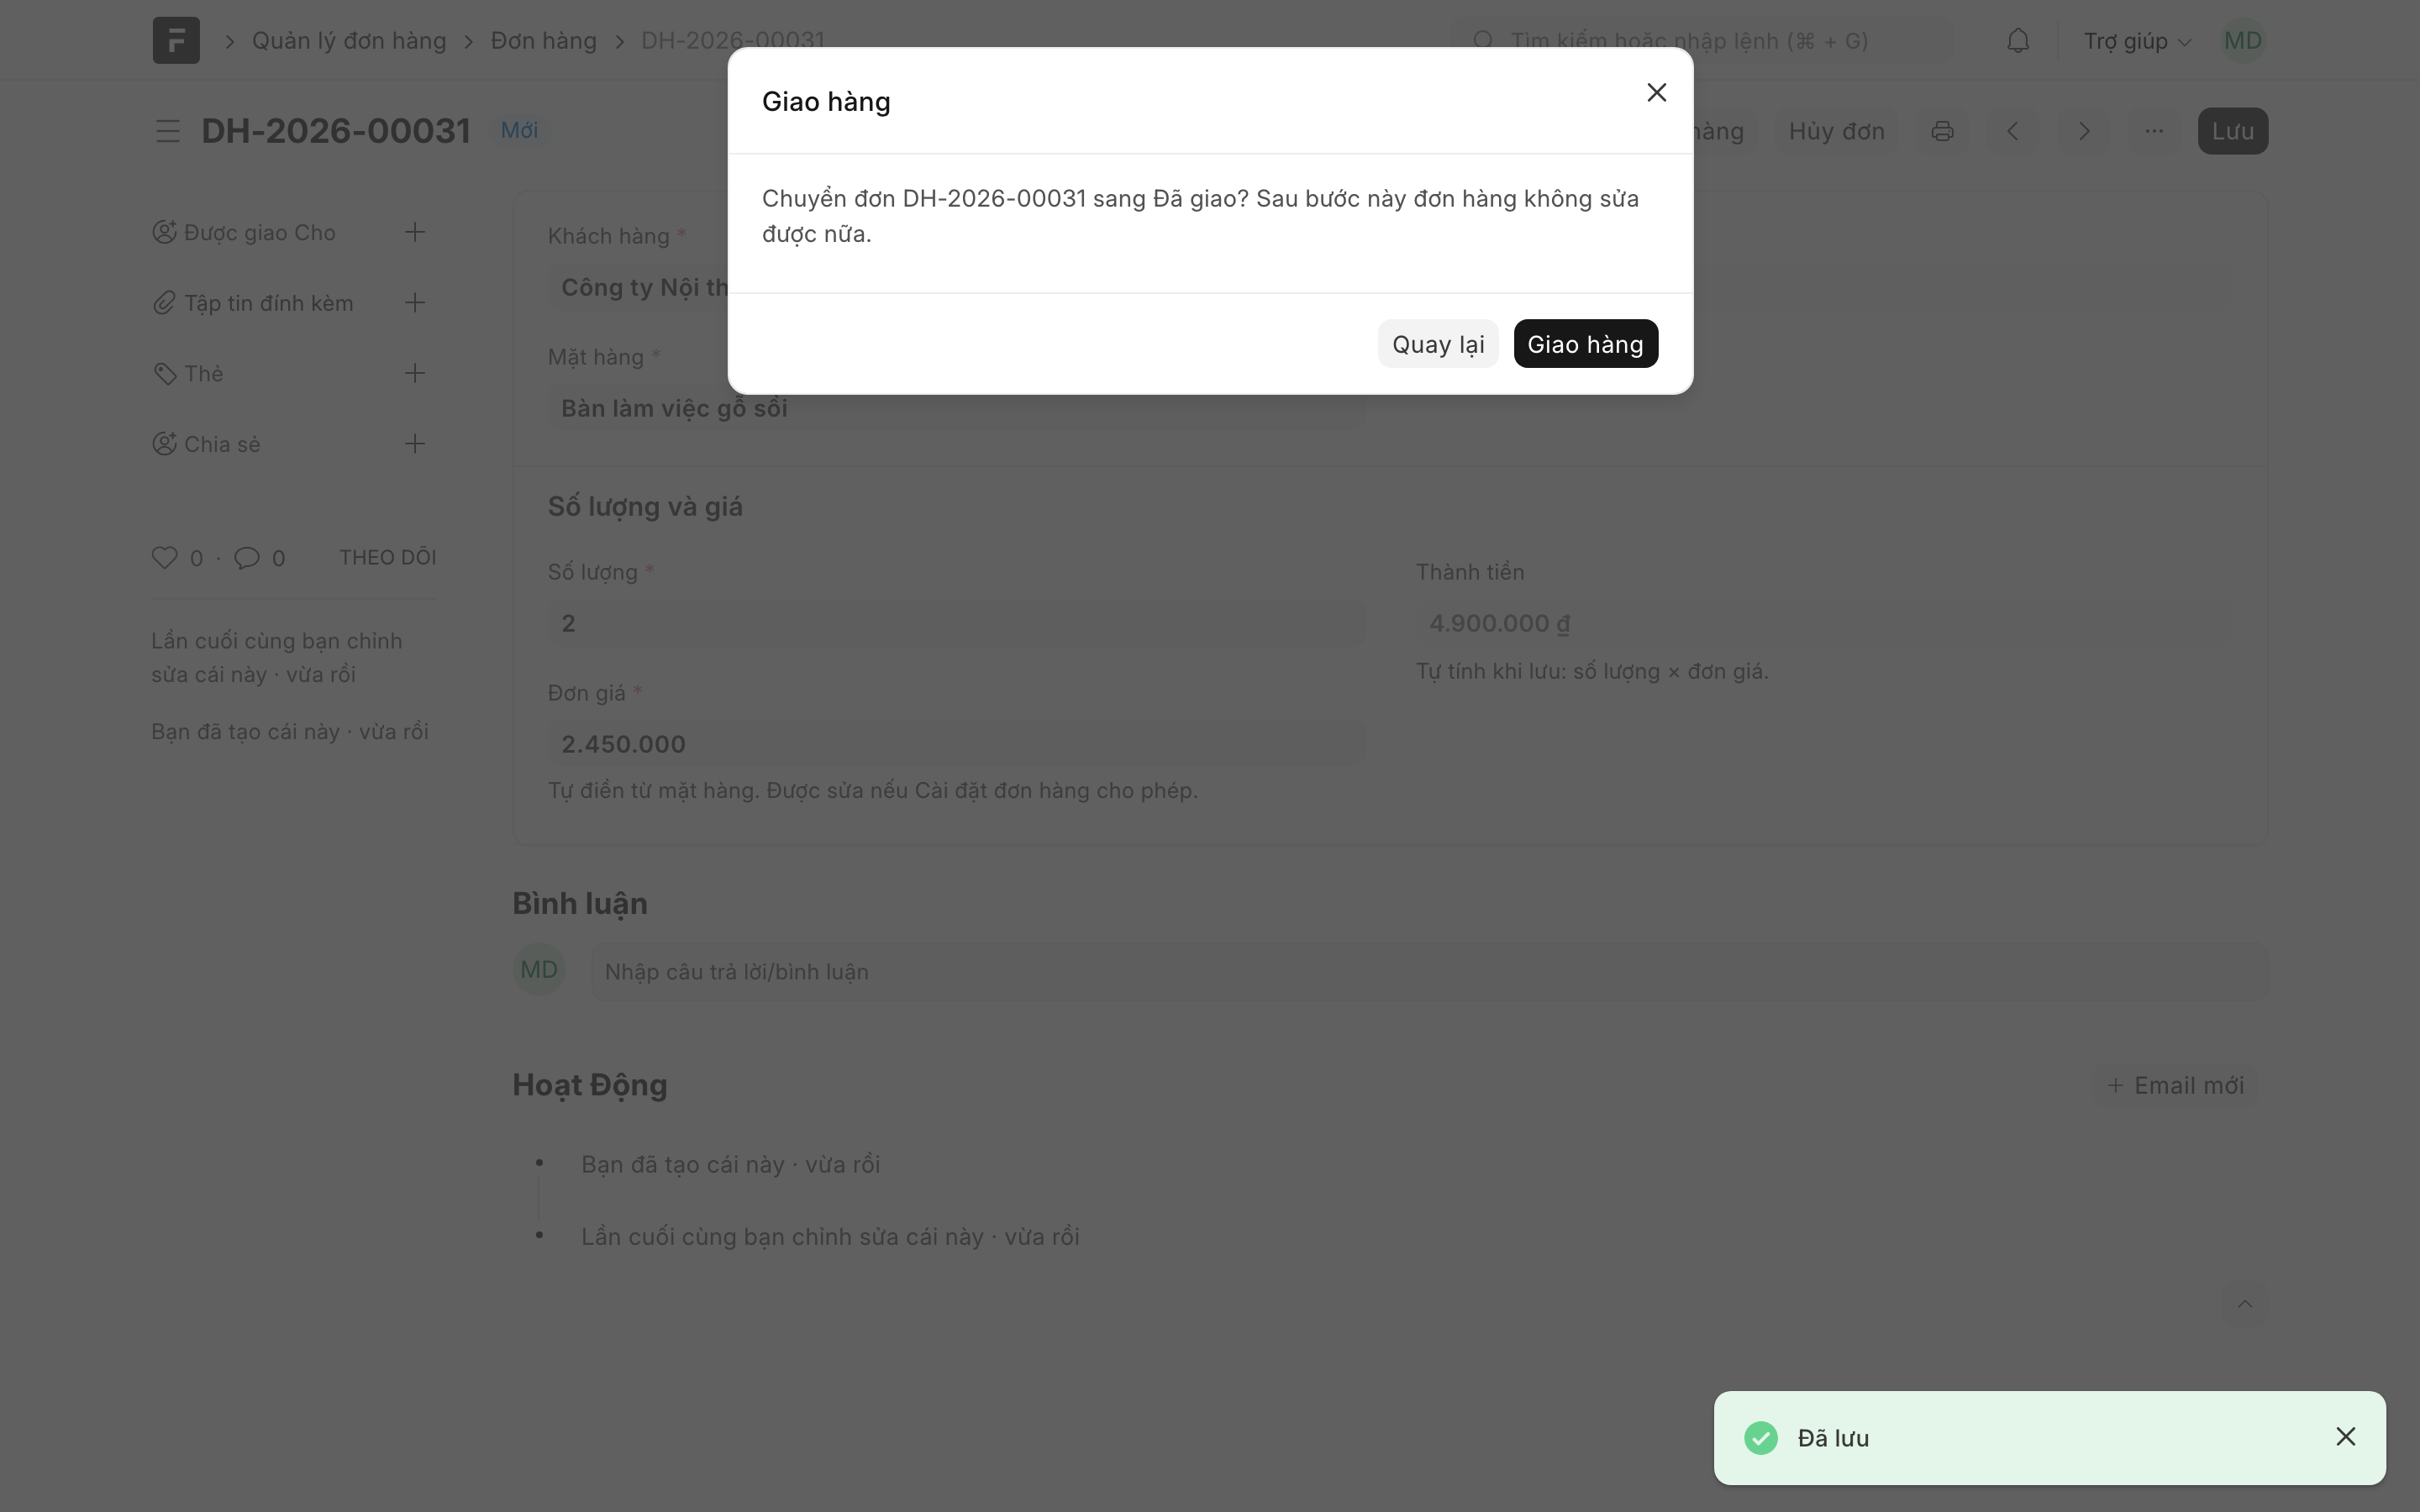 F
Quản lý đơn hàng
Đơn hàng
DH-2026-00031
Tìm kiếm hoặc nhập lệnh (⌘ + G)
Trợ giúp
MD
DH-2026-00031
Mới
Hủy đơn
Lưu
Giao hàng
Chuyển đơn DH-2026-00031 sang Đã giao? Sau bước này đơn hàng không sửa
được nữa.
Quay lại
Giao hàng
Được giao Cho
Tập tin đính kèm
Thẻ
Chia sẻ
0 · 0
THEO DÕI
Lần cuối cùng bạn chỉnh
sửa cái này · vừa rồi
Bạn đã tạo cái này · vừa rồi
Khách hàng *
Công ty Nội
Mặt hàng *
Bàn làm việc gỗ sồi
Số lượng và giá
Số lượng *
2
Thành tiền
4.900.000 ₫
Tự tính khi lưu: số lượng × đơn giá.
Đơn giá *
2.450.000
Tự điền từ mặt hàng. Được sửa nếu Cài đặt đơn hàng cho phép.
Bình luận
MD
Nhập câu trả lời/bình luận
Hoạt Động
+ Email mới
Bạn đã tạo cái này · vừa rồi
Lần cuối cùng bạn chỉnh sửa cái này · vừa rồi
Đã lưu